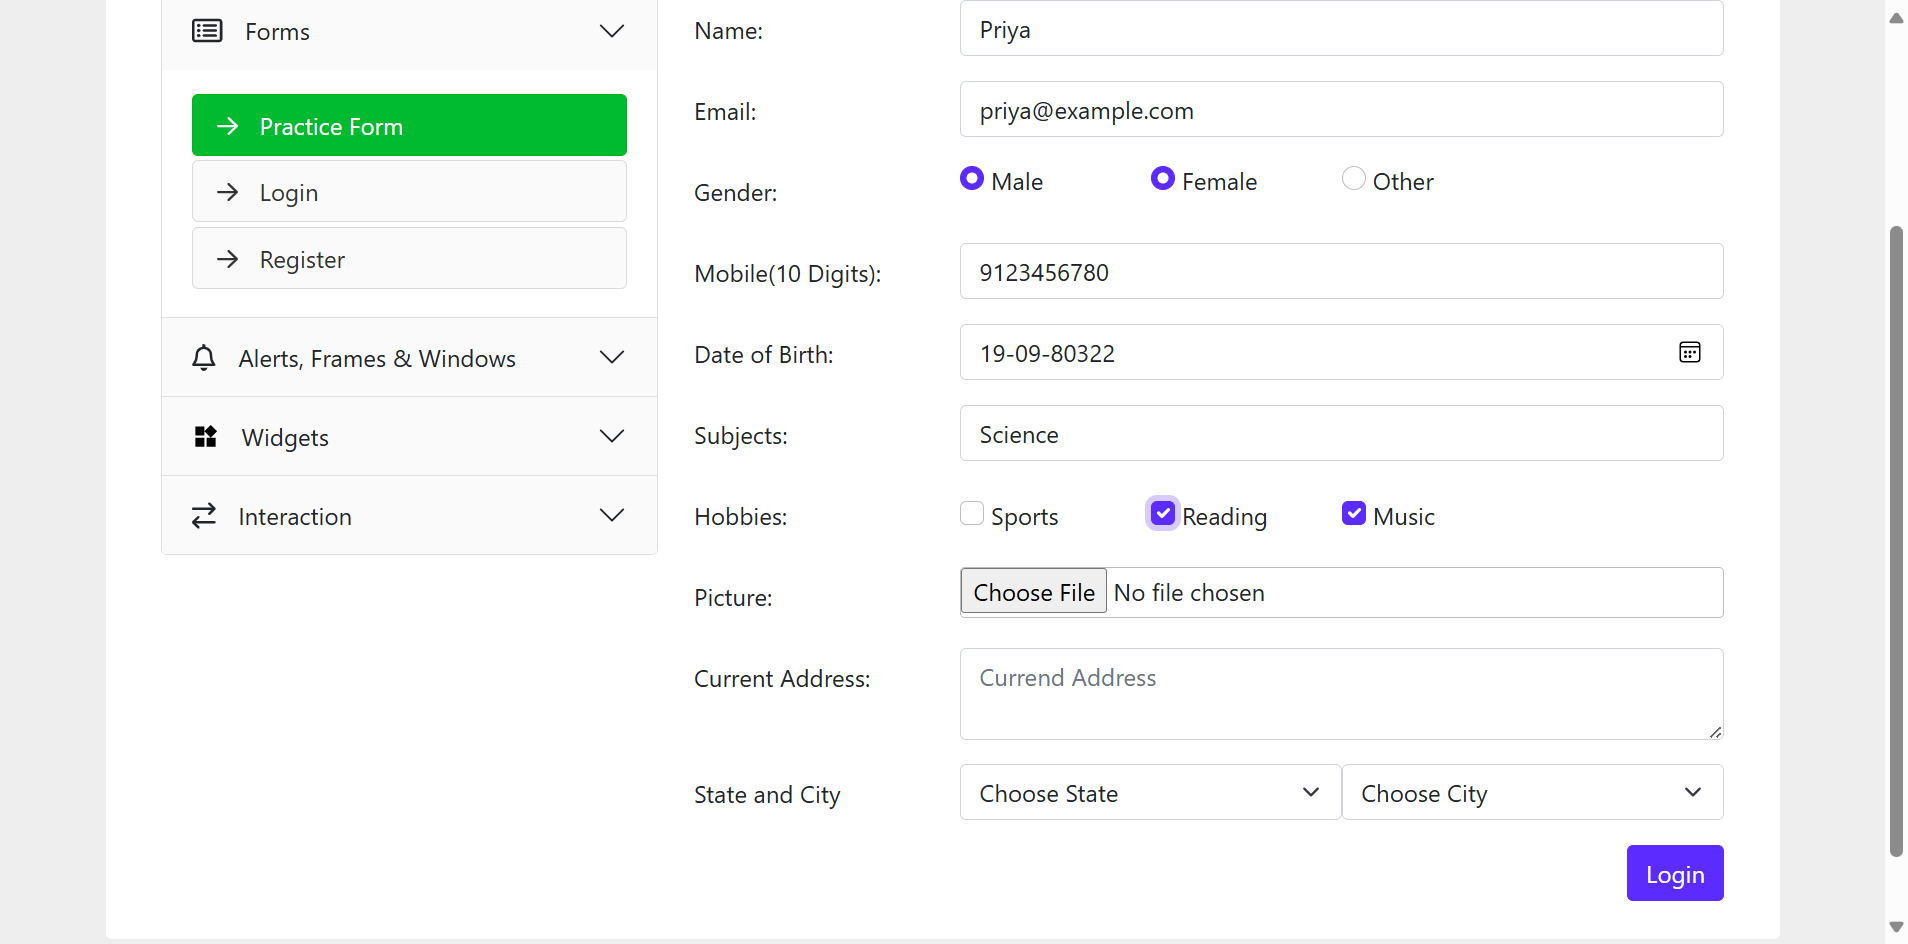 Forms
Practice Form
Login
Register
Alerts, Frames & Windows
Widgets
Interaction
Name:
Priya
Email:
priya@example.com
Gender:
Male
Female
Other
Mobile(10 Digits):
9123456780
Date of Birth:
19-09-80322
Subjects:
Science
Hobbies:
Sports
Reading
Music
Picture:
Choose File No file chosen
Current Address:
Currend Address
State and City
Choose State
Choose City
Login